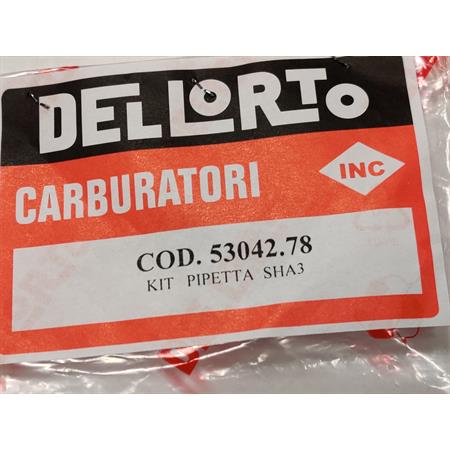 DELLORTO
CARBURATORI
INC
COD. 53042.78
KIT PIPETTA SHA3